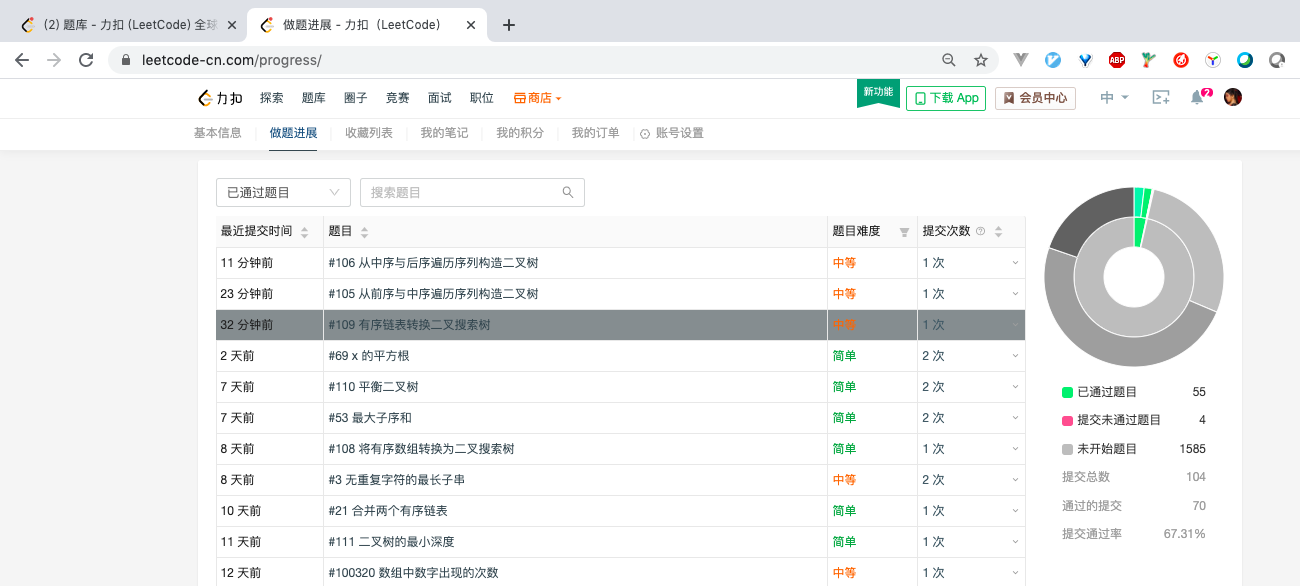 (2) 题库 - 力扣 (LeetCode) 全球
做题进展 - 力扣 (LeetCode)
leetcode-cn.com/progress/
ABP
力扣 探索 题库 圈子 竞赛 面试 职位 商店 新功能 下载 App 会员中心 中 2
基本信息 做题进展 收藏列表 我的笔记 我的积分 我的订单 账号设置
已通过题目 搜索题目
最近提交时间 题目 题目难度 提交次数
11 分钟前 #106 从中序与后序遍历序列构造二叉树 中等 1 次
23 分钟前 #105 从前序与中序遍历序列构造二叉树 中等 1 次
32 分钟前 #109 有序链表转换二叉搜索树 中等 1 次
2 天前 #69 x 的平方根 简单 2 次
7 天前 #110 平衡二叉树 简单 2 次
7 天前 #53 最大子序和 简单 2 次
8 天前 #108 将有序数组转换为二叉搜索树 简单 1 次
8 天前 #3 无重复字符的最长子串 中等 2 次
10 天前 #21 合并两个有序链表 简单 1 次
11 天前 #111 二叉树的最小深度 简单 1 次
12 天前 #100320 数组中数字出现的次数 中等 1 次
已通过题目 55
提交未通过题目 4
未开始题目 1585
提交总数 104
通过的提交 70
提交通过率 67.31%